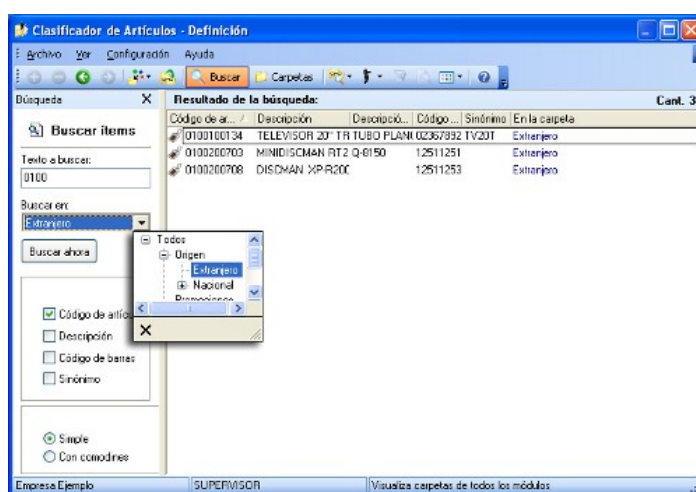 Clasificador de Artículos - Definición
Archivo Ver Configuración Ayuda
Buscar Carpetas
Búsqueda X
Resultado de la búsqueda: Cant. 3
Código de ar... Descripción Descripció... Código ... Sinónimo En la carpeta
0100100134 TELEVISOR 20" TR TUBO PLANO 02367892 TV20T Extranjero
0100200703 MINIDISCMAN RT2 Q-8150 12511251 Extranjero
0100200708 DISCMAN XP-R20C 12511253 Extranjero
Buscar ítems
Texto a buscar:
0100
Buscar en:
Extranjero
Buscar ahora
Todos
Origen
Extranjero
Nacional
Promociones
Código de artícu
Descripción
Código de barras
Sinónimo
Simple
Con comodines
Empresa Ejemplo SUPERVISOR Visualiza carpetas de todos los módulos